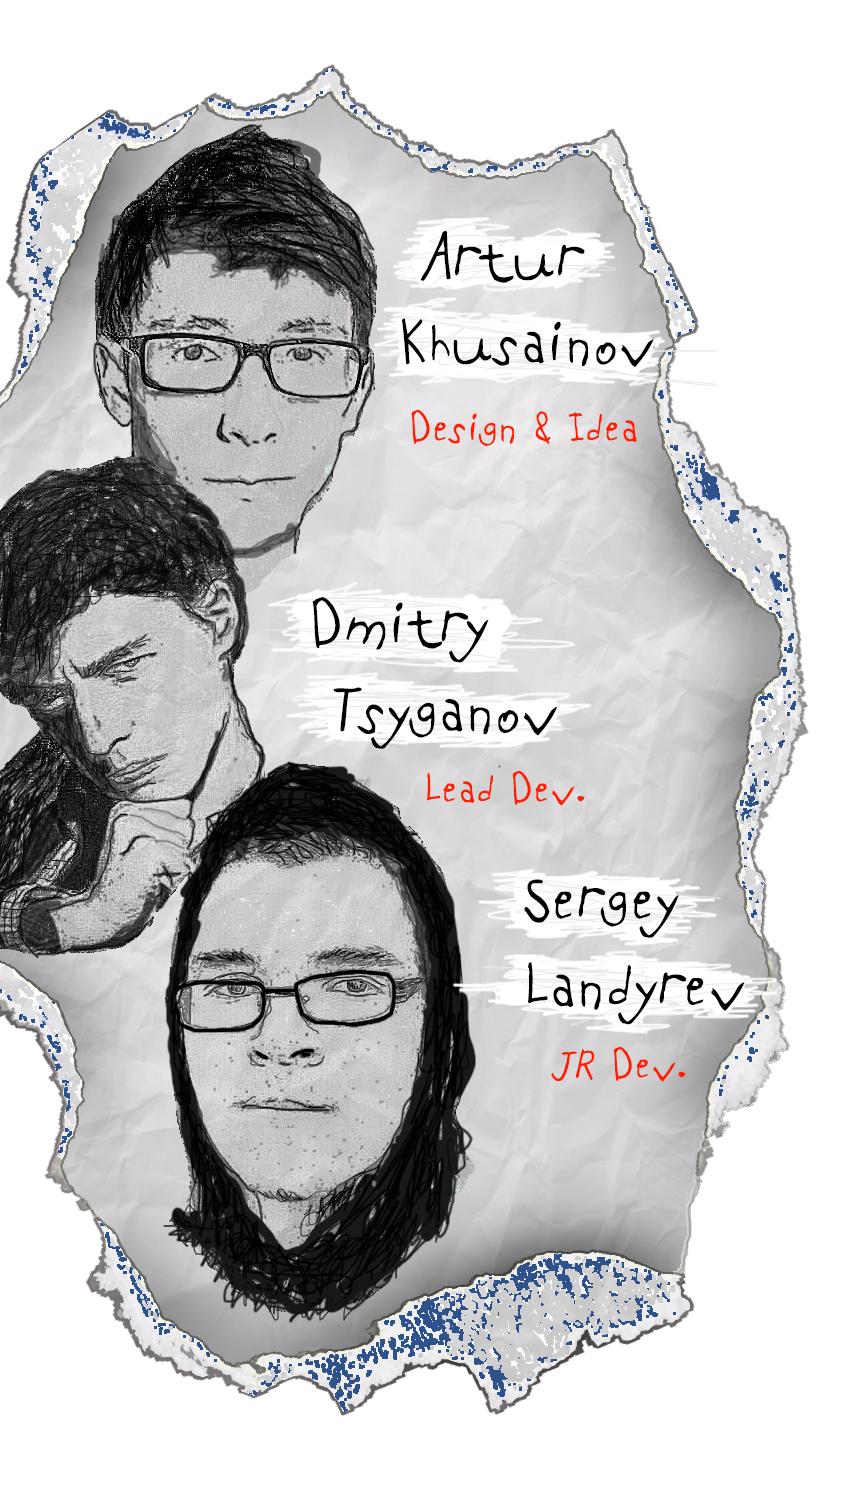 Artur
Khusainov
Design & Idea
Dmitry
Tsyganov
Lead Dev.
Sergey
Landyrev
JR Dev.